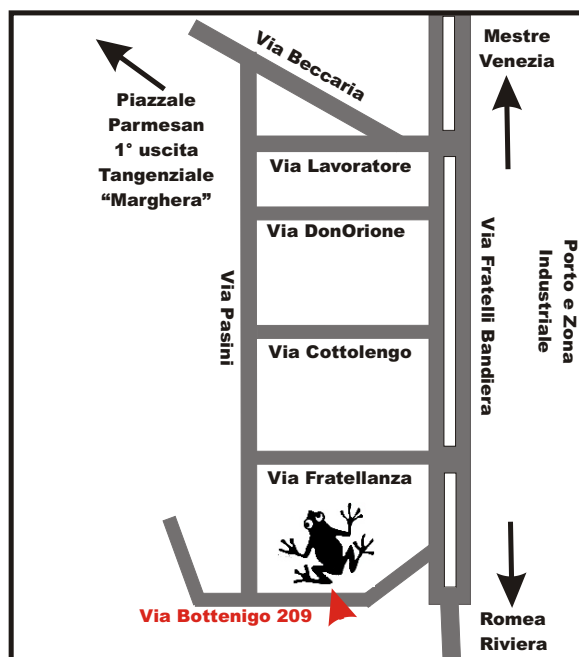 Mestre
Venezia
Via Beccaria
Piazzale
Parmesan
1° uscita
Tangenziale
“Marghera”
Via Lavoratore
Via DonOrione
Via Pasini
Via Fratelli Bandiera
Porto e Zona
Industriale
Via Cottolengo
Via Fratellanza
Via Bottenigo 209
Romea
Riviera